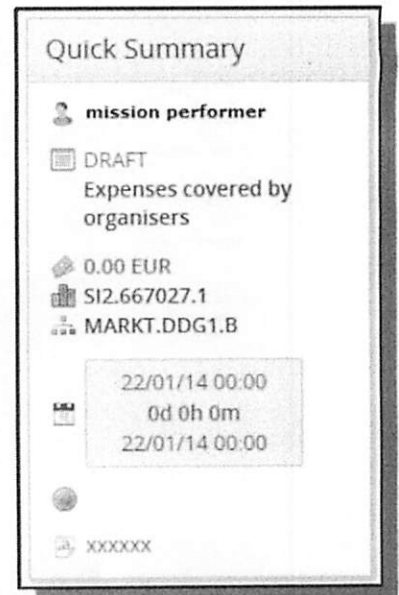 Quick Summary
mission performer
DRAFT
Expenses covered by
organisers
0.00 EUR
SI2.667027.1
MARKT.DDG1.B
22/01/14 00:00
0d 0h 0m
22/01/14 00:00
xxxxxx